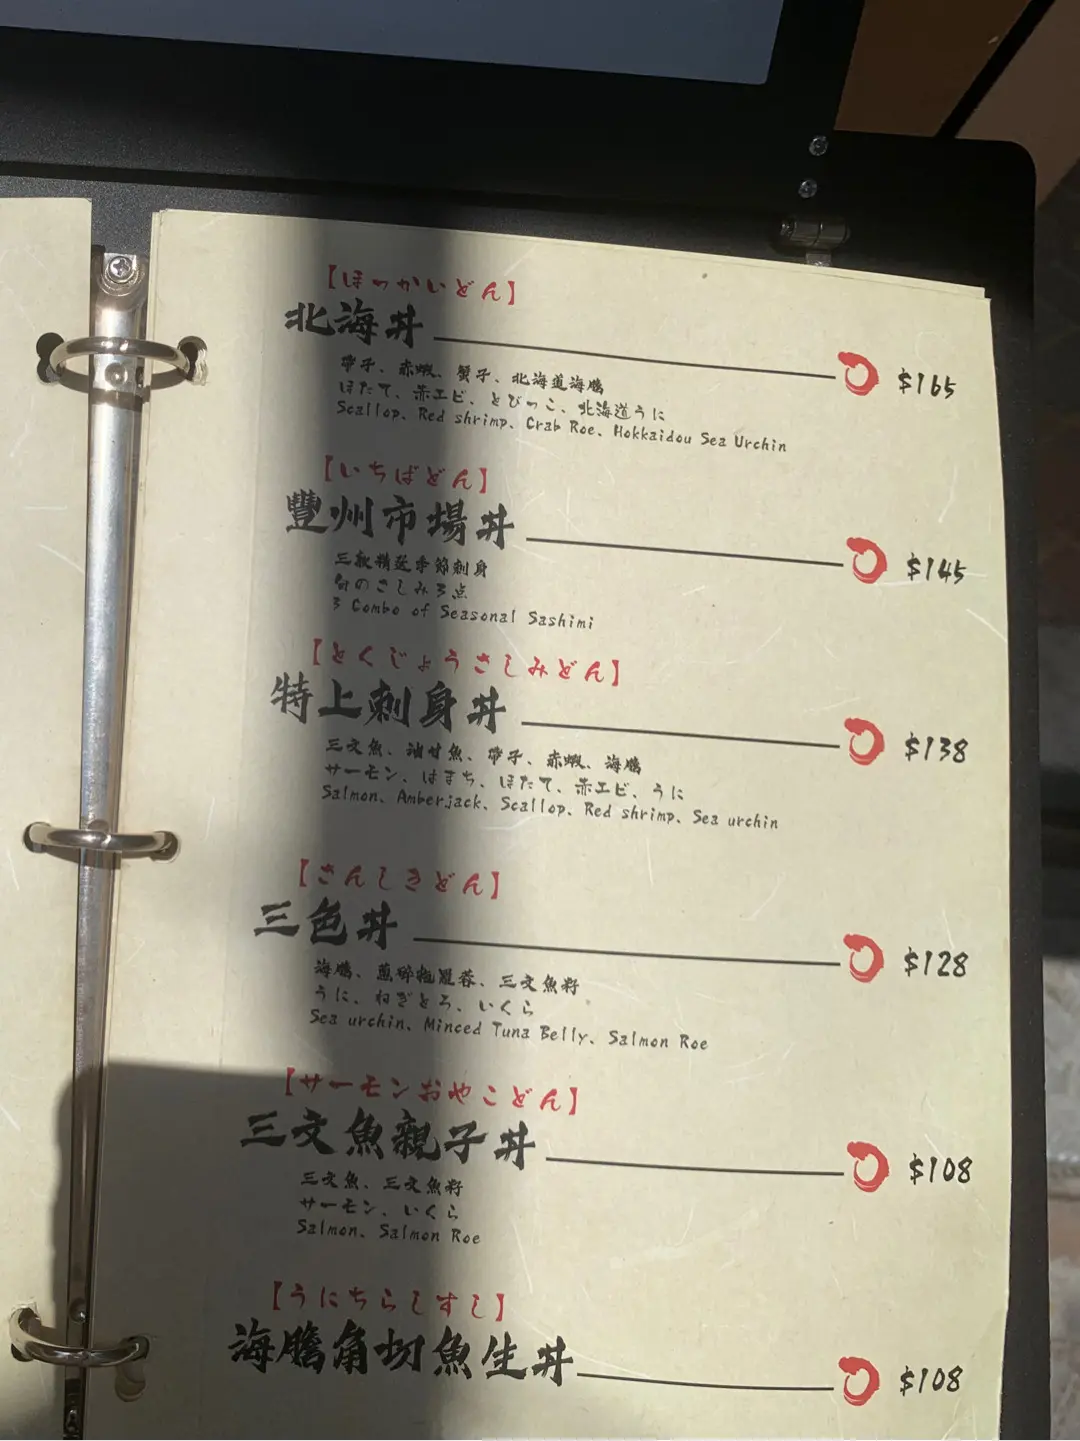 【ほっかいどん】
北海丼 $165
帶子、赤蝦、蟹子、北海道海膽
ほたて、赤エビ、とびっこ、北海道うに
Scallop、Red shrimp、Crab Roe、Hokkaidou Sea Urchin
【いちばどん】
豐州市場丼 $145
三款精選季節刺身
旬のさしみ3点
3 Combo of Seasonal Sashimi
【とくじょうさしみどん】
特上刺身丼 $138
三文魚、油甘魚、帶子、赤蝦、海膽
サーモン、はまち、ほたて、赤エビ、うに
Salmon、Amberjack、Scallop、Red shrimp、Sea urchin
【さんしきどん】
三色丼 $128
海膽、蔥碎拖羅蓉、三文魚籽
うに、ねぎとろ、いくら
Sea urchin、Minced Tuna Belly、Salmon Roe
【サーモンおやこどん】
三文魚親子丼 $108
三文魚、三文魚籽
サーモン、いくら
Salmon、Salmon Roe
【うにちらしすし】
海膽角切魚生丼 $108